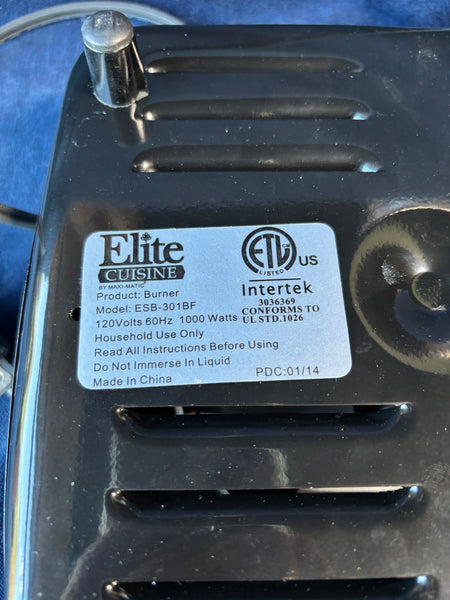 Elite
CUISINE
BY MAXI-MATIC
Product: Burner
Model: ESB-301BF
120Volts 60Hz 1000 Watts
Household Use Only
Read All Instructions Before Using
Do Not Immerse In Liquid
Made In China
ETL
CM
LISTED
US
Intertek
3036369
CONFORMS TO
UL STD.1026
PDC:01/14